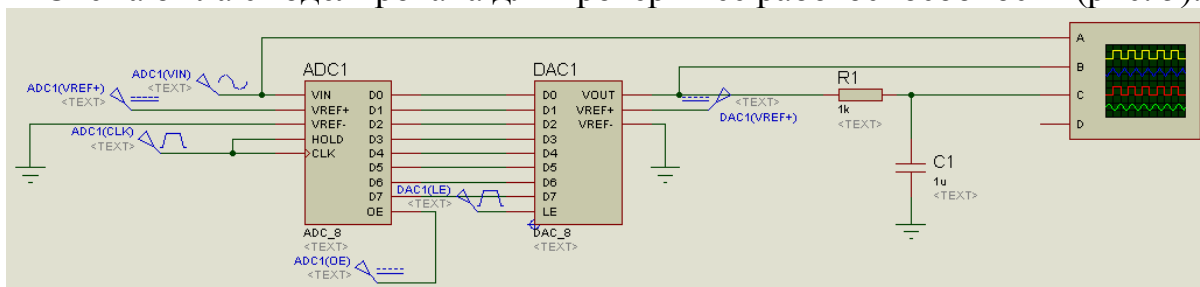 ADC1
DAC1
A
B
C
D
ADC1(VIN)
<TEXT>
ADC1(VREF+)
<TEXT>
ADC1(CLK)
<TEXT>
VIN D0
VREF+ D1
VREF- D2
HOLD D3
CLK D4
D5
D6
D7
OE
ADC_8
<TEXT>
ADC1(OE)
<TEXT>
DAC1(LE)
<TEXT>
D0 VOUT
D1 VREF+
D2 VREF-
D3
D4
D5
D6
D7
LE
DAC_8
<TEXT>
<TEXT>
DAC1(VREF+)
R1
1k
<TEXT>
C1
1u
<TEXT>